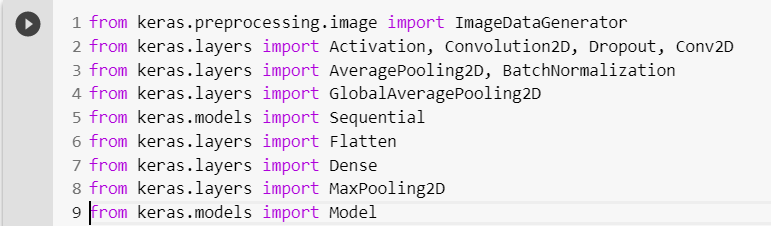 1 from keras.preprocessing.image import ImageDataGenerator
2 from keras.layers import Activation, Convolution2D, Dropout, Conv2D
3 from keras.layers import AveragePooling2D, BatchNormalization
4 from keras.layers import GlobalAveragePooling2D
5 from keras.models import Sequential
6 from keras.layers import Flatten
7 from keras.layers import Dense
8 from keras.layers import MaxPooling2D
9 from keras.models import Model